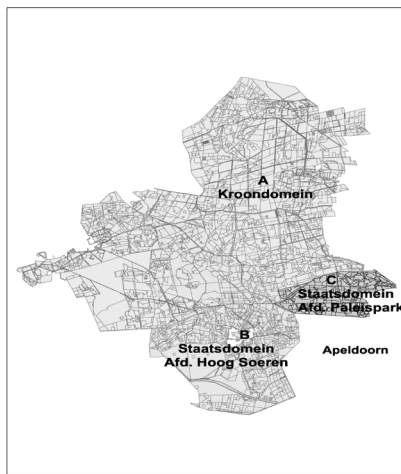 A
Kroondomein
C
Staatsdomein
Afd. Paleispark
B
Staatsdomein
Afd. Hoog Soeren
Apeldoorn